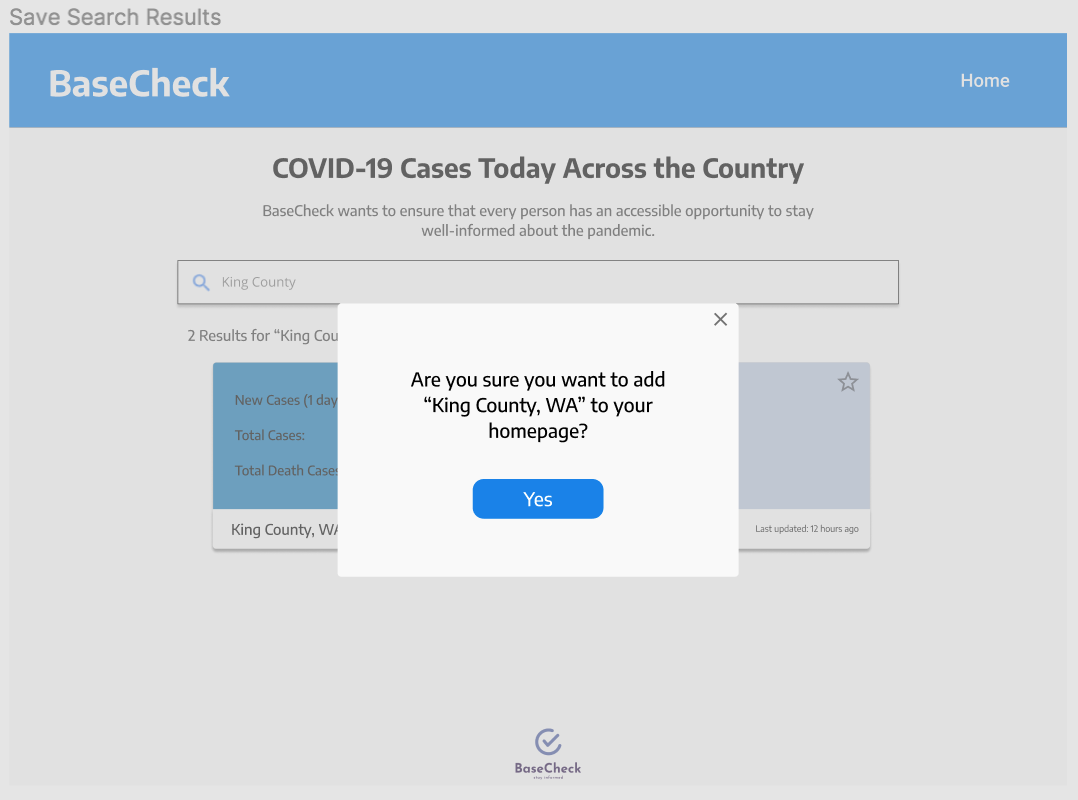 Save Search Results
BaseCheck
Home
COVID-19 Cases Today Across the Country
BaseCheck wants to ensure that every person has an accessible opportunity to stay
well-informed about the pandemic.
King County
2 Results for “King Cou
Are you sure you want to add
“King County, WA” to your
homepage?
Yes
New Cases (1 day
Total Cases:
Total Death Cases
King County, WA
Last updated: 12 hours ago
BaseCheck
stay informed